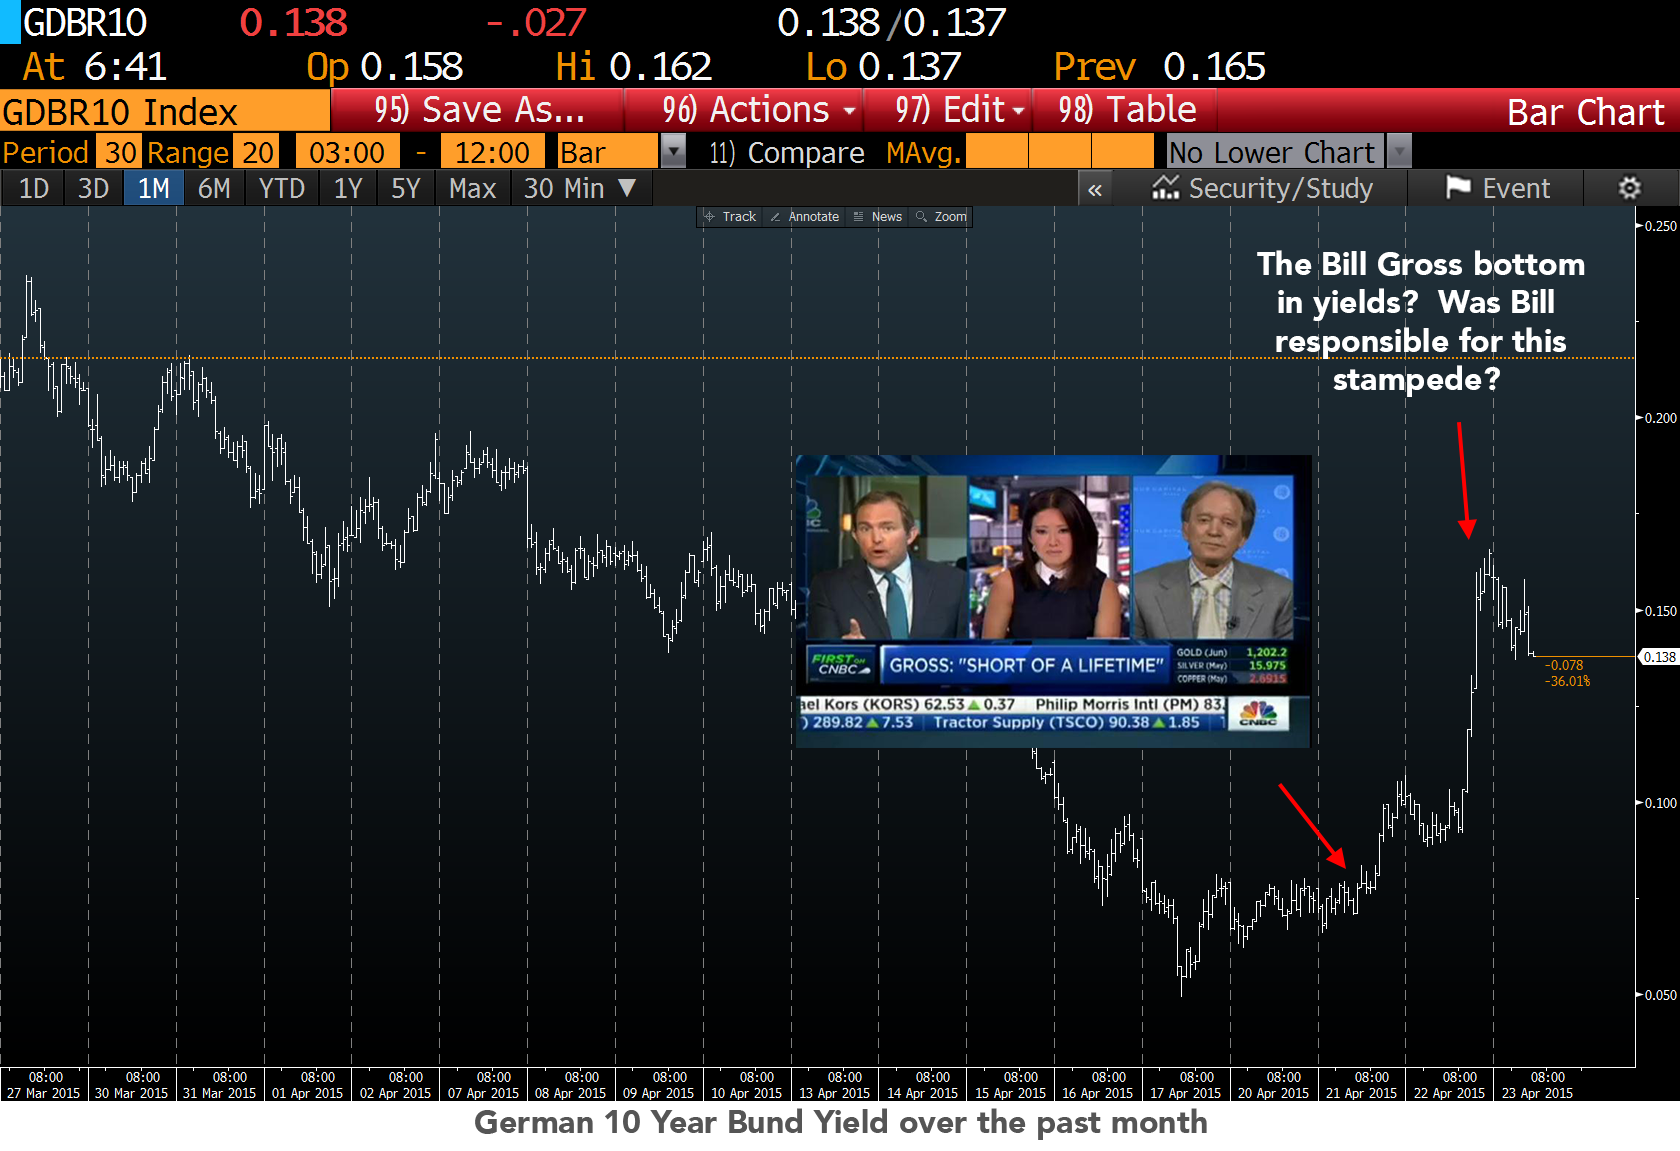 GDBR10 0.138 -.027 0.138/0.137
At 6:41 Op 0.158 Hi 0.162 Lo 0.137 Prev 0.165
GDBR10 Index 95) Save As... 96) Actions 97) Edit 98) Table Bar Chart
Period 30 Range 20 03:00 - 12:00 Bar 11) Compare MAvg. No Lower Chart
1D 3D 1M 6M YTD 1Y 5Y Max 30 Min ▼ « Security/Study Event
Track Annotate News Zoom
0.250
The Bill Gross bottom
in yields? Was Bill
responsible for this
stampede?
0.200
0.150
0.138
-0.078
-36.01%
FIRST on
CNBC
GROSS: "SHORT OF A LIFETIME"
GOLD (Jun) 1,202.2
SILVER (May) 15.975
COPPER (May) 2.6915
ael Kors (KORS) 62.53▲0.37 Philip Morris Intl (PM) 83.
) 289.82▲7.53 Tractor Supply (TSCO) 90.38▲1.85
CNBC
0.100
0.050
08:00 08:00 08:00 08:00 08:00 08:00 08:00 08:00 08:00 08:00 08:00 08:00 08:00 08:00 08:00 08:00 08:00 08:00
27 Mar 2015 30 Mar 2015 31 Mar 2015 01 Apr 2015 02 Apr 2015 07 Apr 2015 08 Apr 2015 09 Apr 2015 10 Apr 2015 13 Apr 2015 14 Apr 2015 15 Apr 2015 16 Apr 2015 17 Apr 2015 20 Apr 2015 21 Apr 2015 22 Apr 2015 23 Apr 2015
German 10 Year Bund Yield over the past month